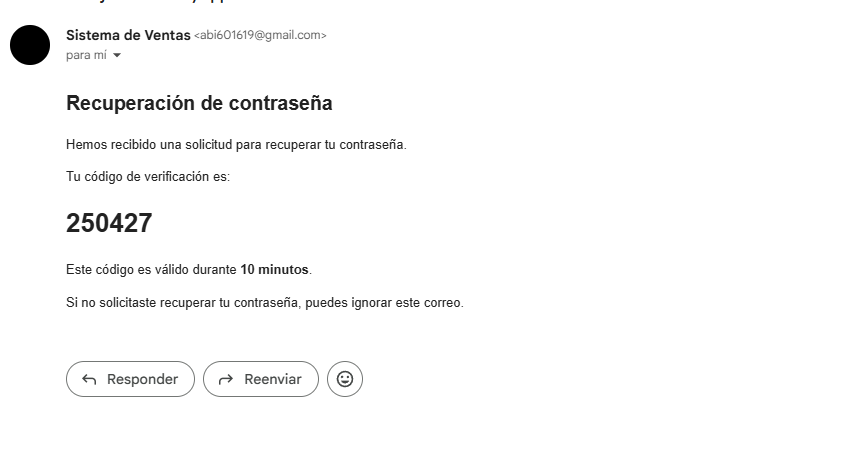 Sistema de Ventas <abi601619@gmail.com>
para mí
Recuperación de contraseña
Hemos recibido una solicitud para recuperar tu contraseña.
Tu código de verificación es:
250427
Este código es válido durante 10 minutos.
Si no solicitaste recuperar tu contraseña, puedes ignorar este correo.
Responder
Reenviar